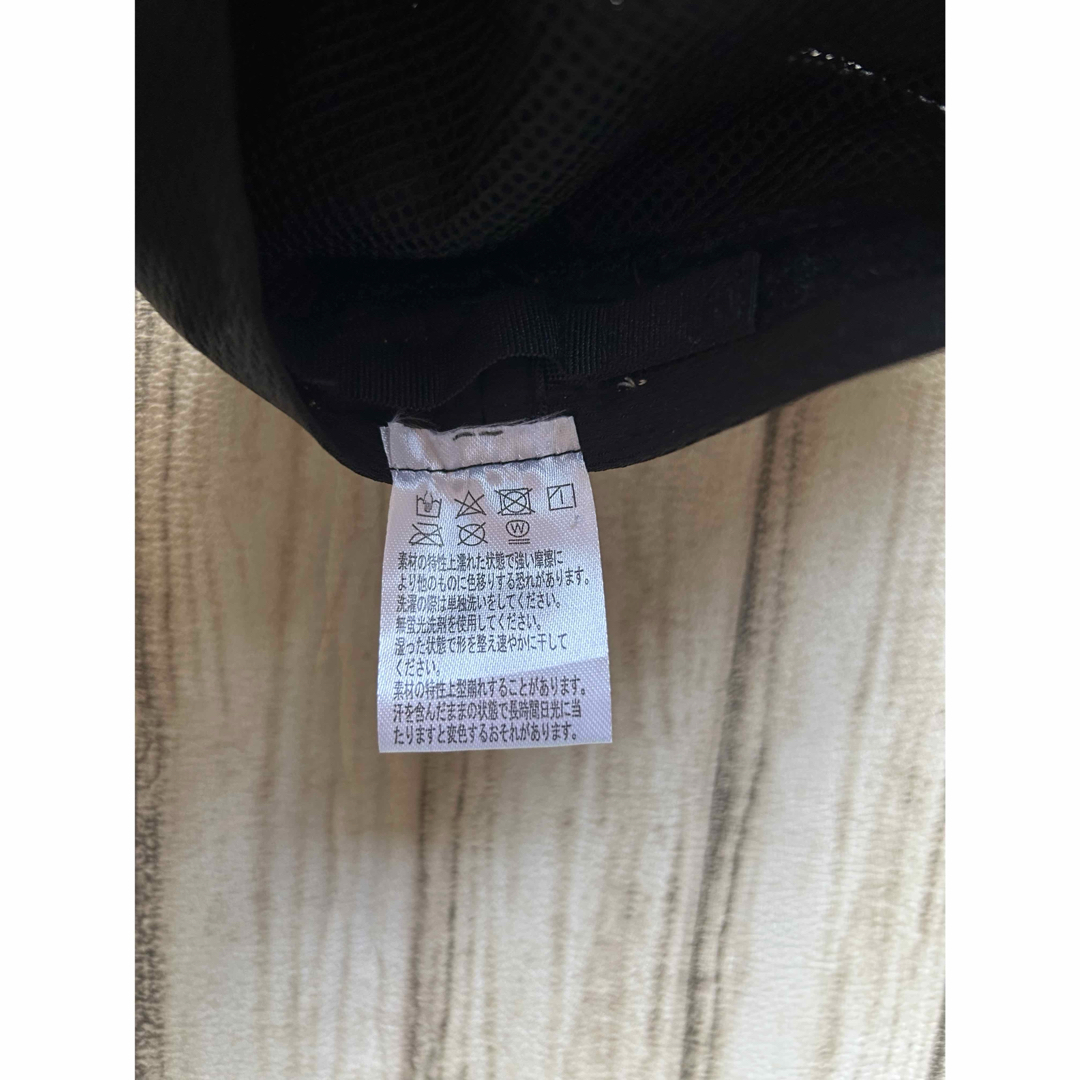 W
素材の特性上濡れた状態で強い摩擦に
より他のものに色移りする恐れがあります。
洗濯の際は単独洗いをしてください。
無蛍光洗剤を使用してください。
湿った状態で形を整え速やかに干して
ください。
素材の特性上型崩れすることがあります。
汗を含んだままの状態で長時間日光に当
たりますと変色するおそれがあります。